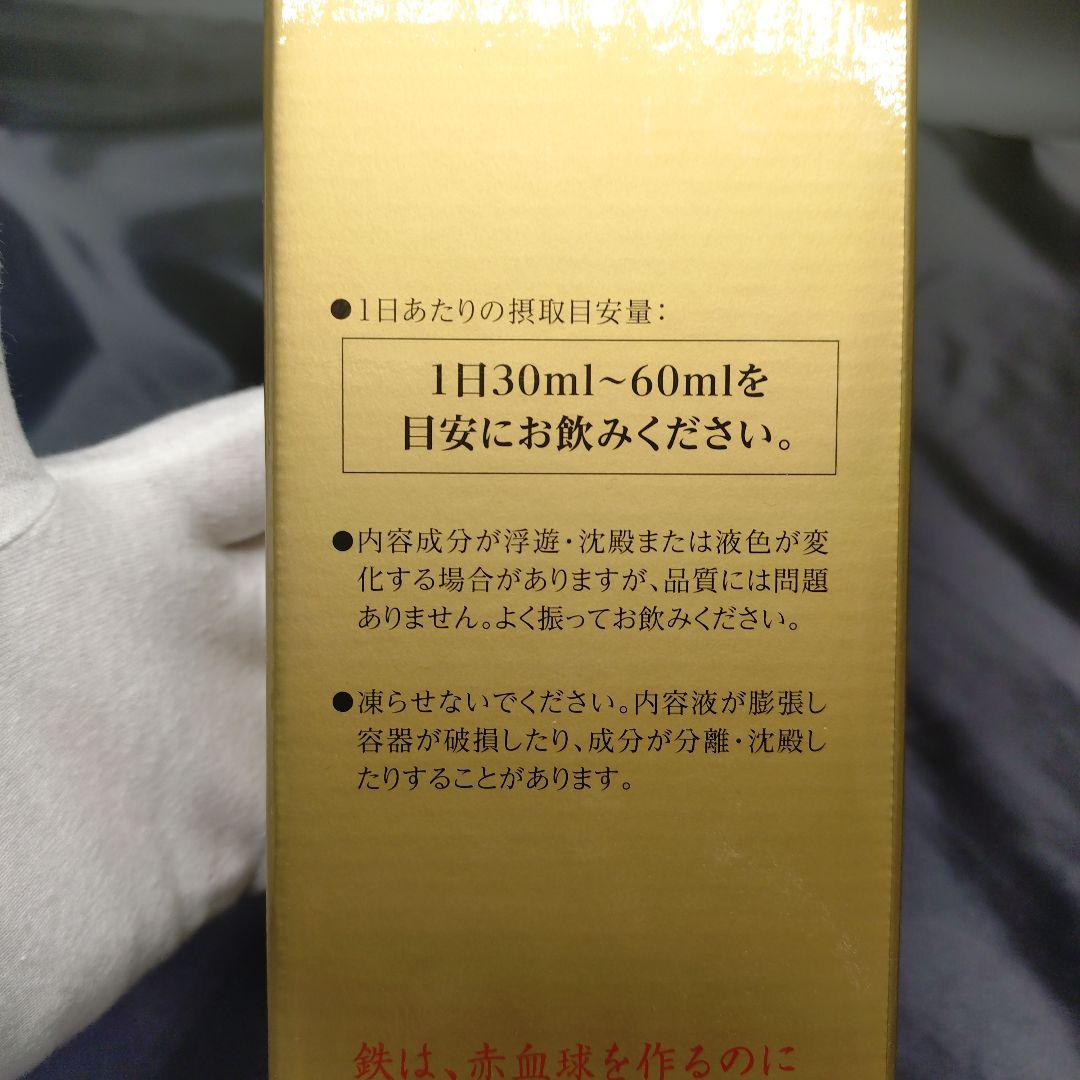 ●1日あたりの摂取目安量：
1日30ml～60mlを
目安にお飲みください。
●内容成分が浮遊・沈殿または液色が変
化する場合がありますが、品質には問題
ありません。よく振ってお飲みください。
●凍らせないでください。内容液が膨張し
容器が破損したり、成分が分離・沈殿し
たりすることがあります。
鉄は、赤血球を作るのに